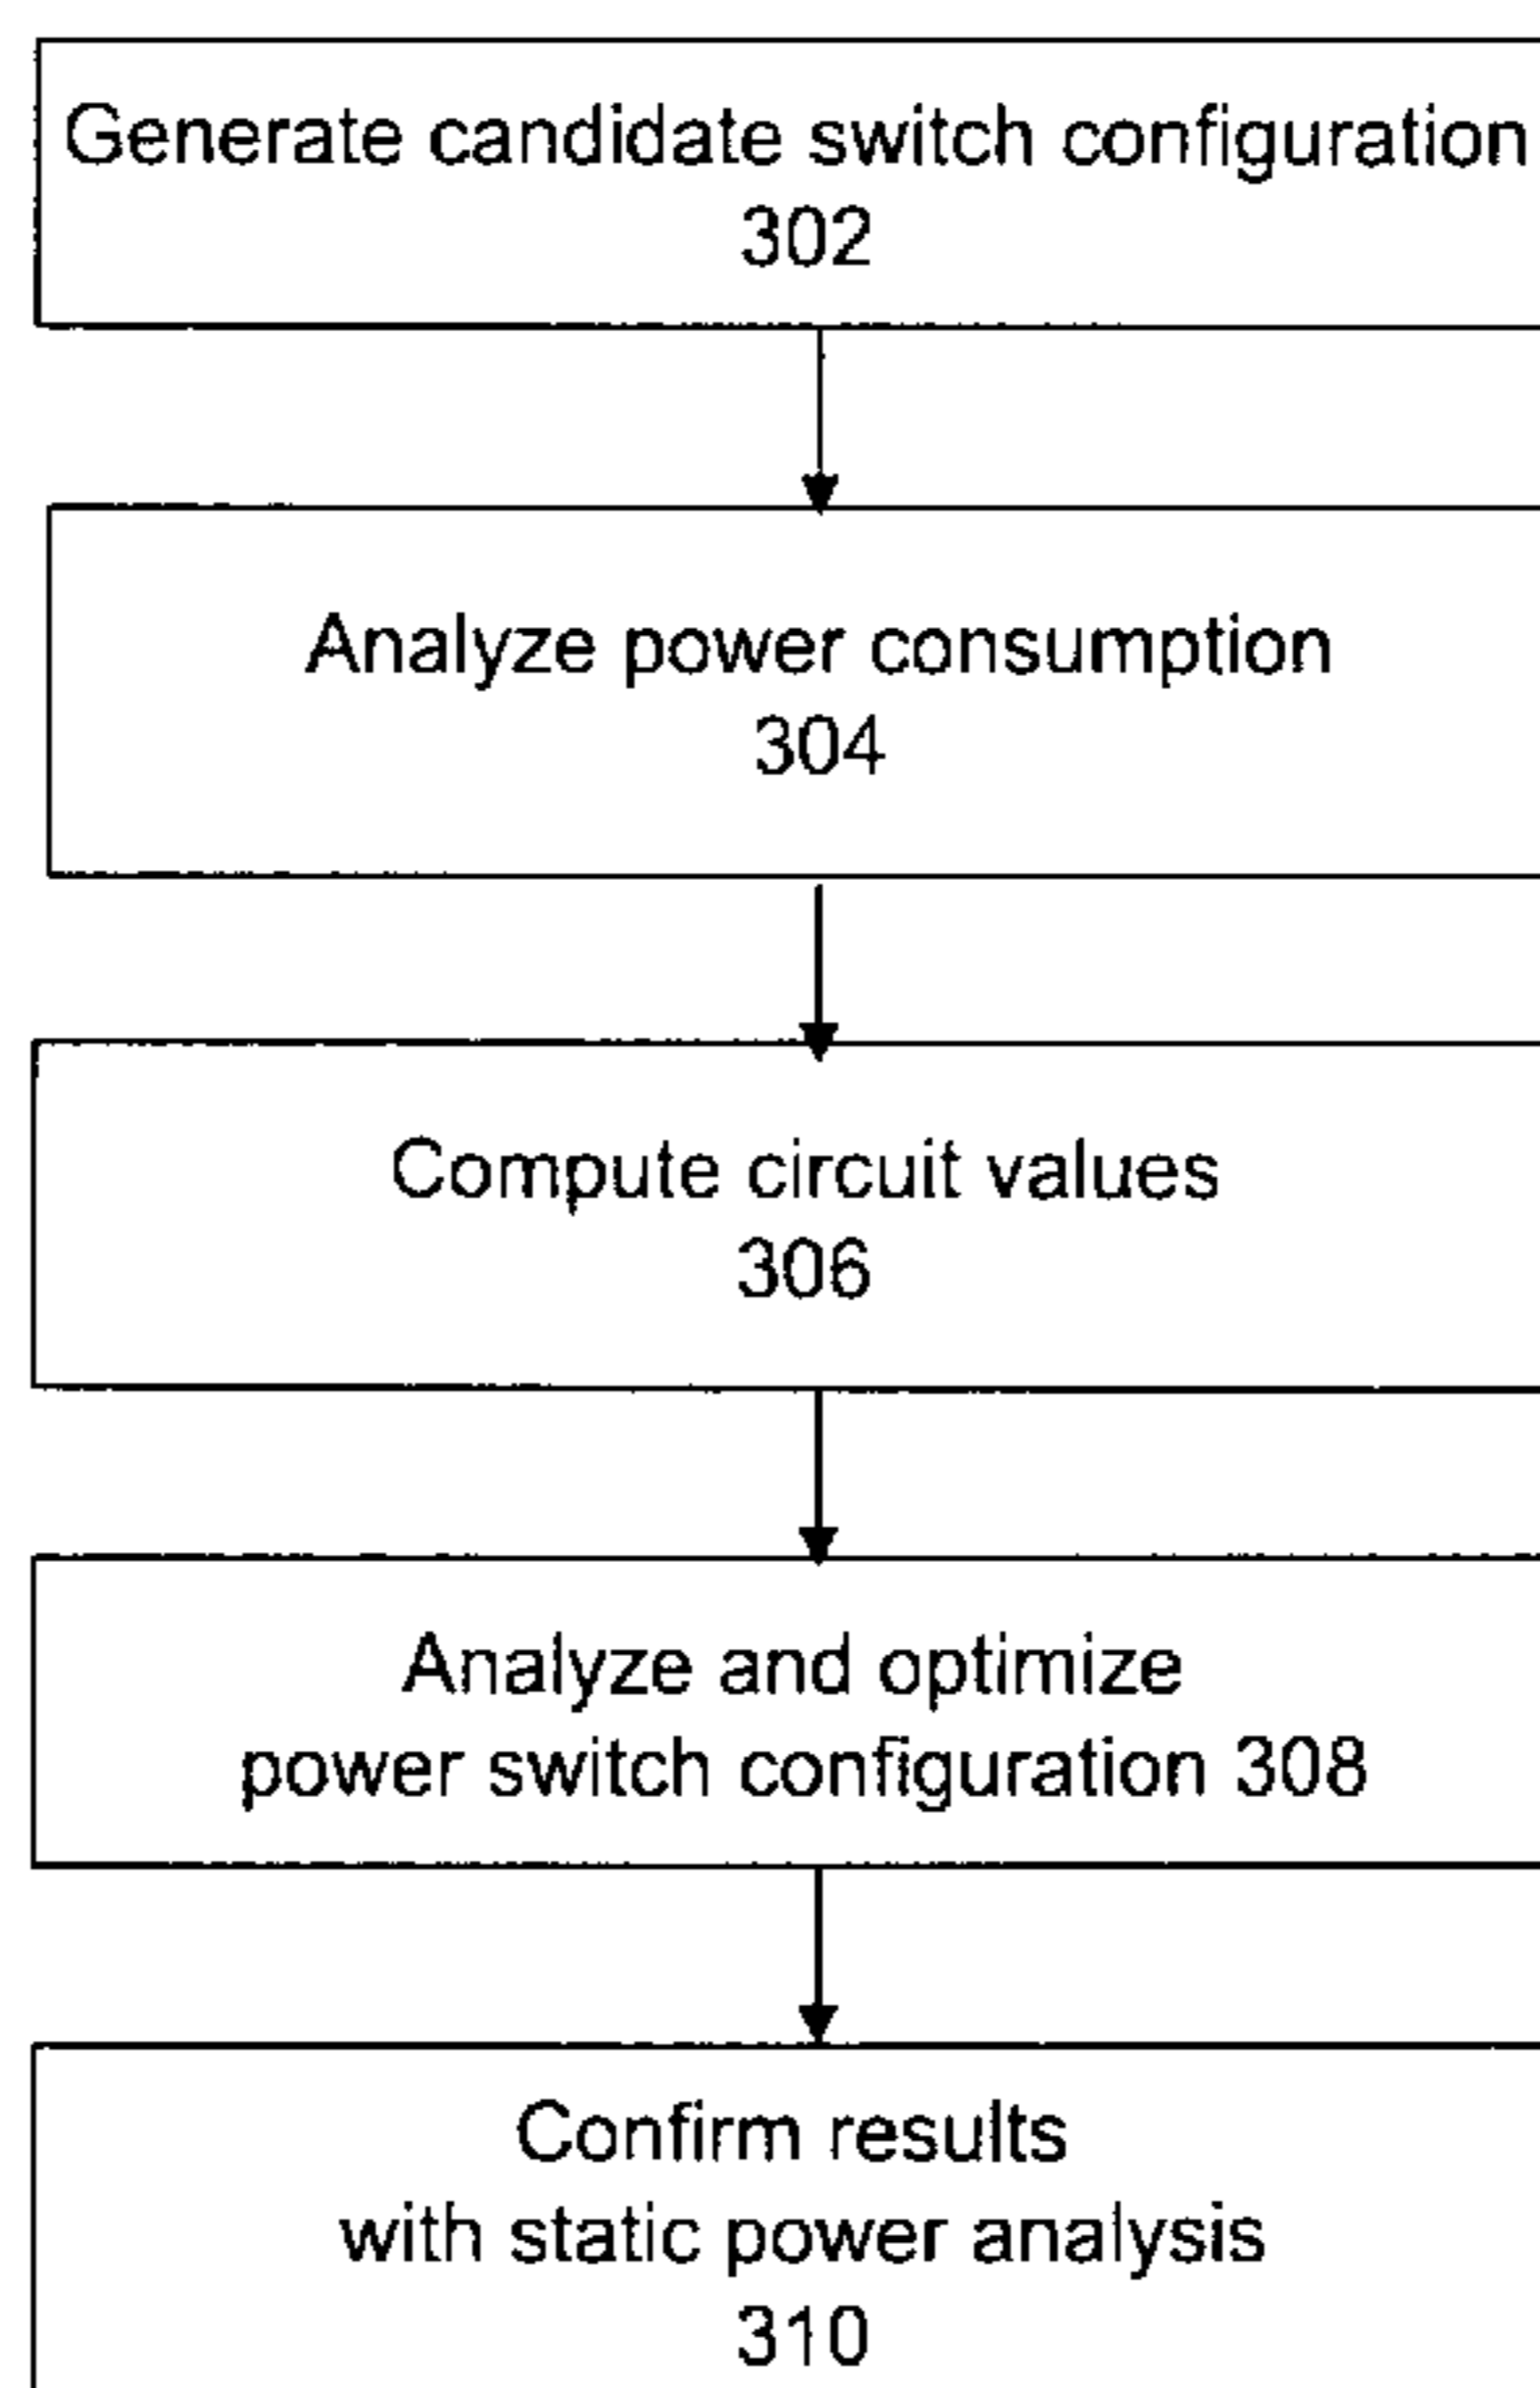 Generate candidate switch configuration
302
Analyze power consumption
304
Compute circuit values
306
Analyze and optimize
power switch configuration 308
Confirm results
with static power analysis
310